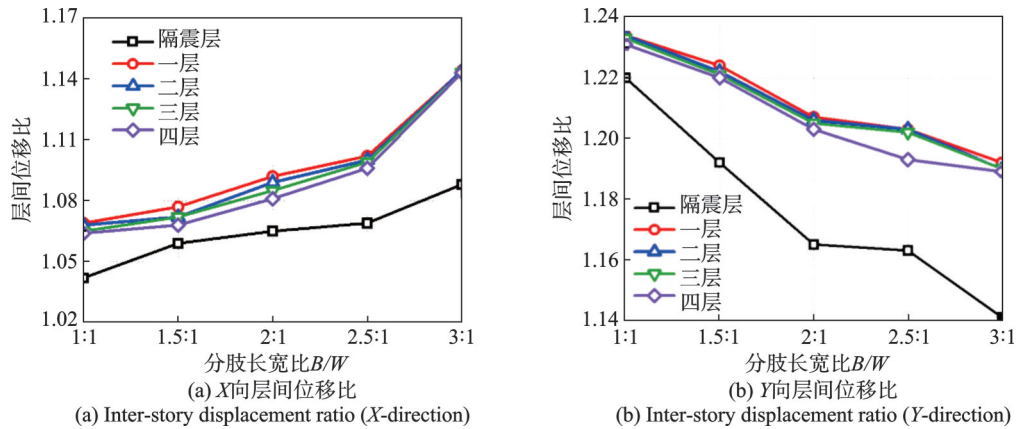 1.17
1.14
1.11
1.08
1.05
1.02
层间位移比
隔震层
一层
二层
三层
四层
1:1
1.5:1
2:1
2.5:1
3:1
分肢长宽比B/W
(a) X向层间位移比
(a) Inter-story displacement ratio (X-direction)
1.24
1.22
1.20
1.18
1.16
1.14
层间位移比
隔震层
一层
二层
三层
四层
1:1
1.5:1
2:1
2.5:1
3:1
分肢长宽比B/W
(b) Y向层间位移比
(b) Inter-story displacement ratio (Y-direction)